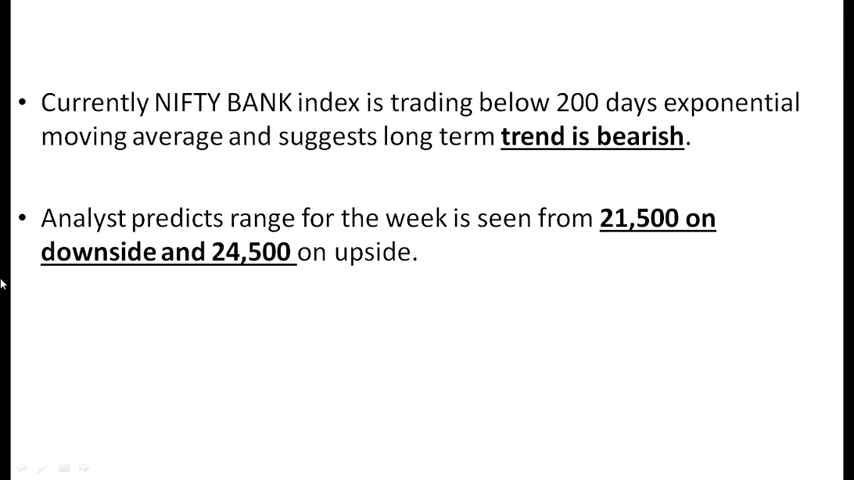 • Currently NIFTY BANK index is trading below 200 days exponential
moving average and suggests long term trend is bearish.
• Analyst predicts range for the week is seen from 21,500 on
downside and 24,500 on upside.